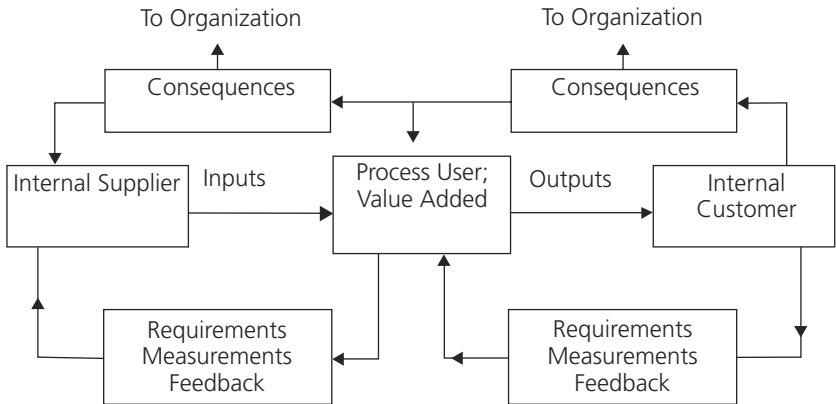 To Organization
To Organization
Consequences
Consequences
Internal Supplier
Inputs
Process User;
Value Added
Outputs
Internal
Customer
Requirements
Measurements
Feedback
Requirements
Measurements
Feedback